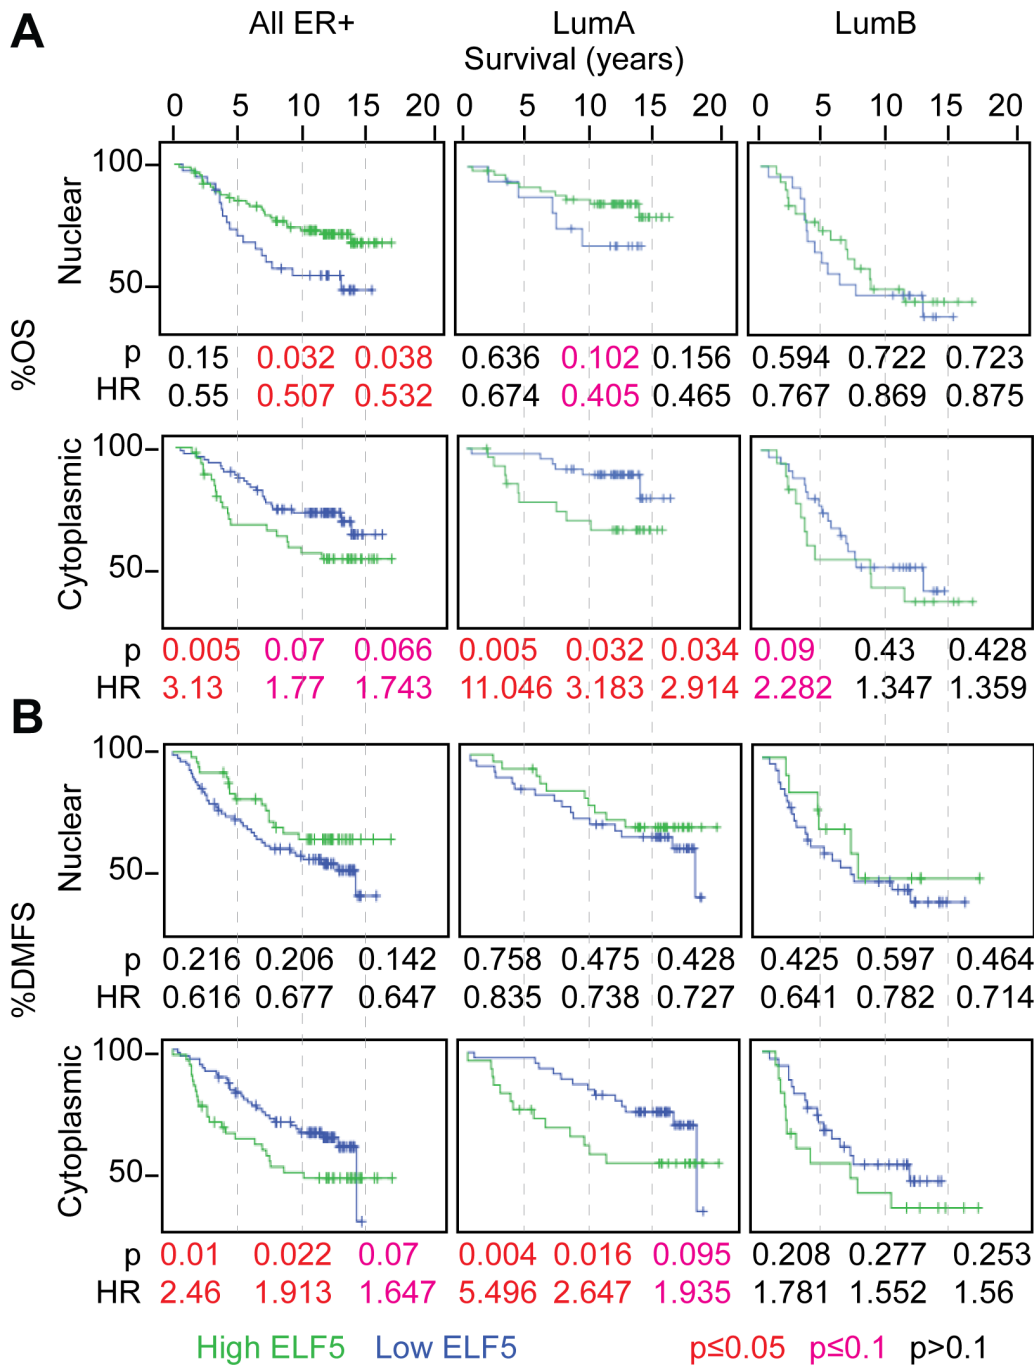 A
All ER+ LumA LumB
Survival (years)
0 5 10 15 20 0 5 10 15 20 0 5 10 15 20
%OS
Nuclear
100
50
p 0.15 0.032 0.038 0.636 0.102 0.156 0.594 0.722 0.723
HR 0.55 0.507 0.532 0.674 0.405 0.465 0.767 0.869 0.875
Cytoplasmic
100
50
p 0.005 0.07 0.066 0.005 0.032 0.034 0.09 0.43 0.428
HR 3.13 1.77 1.743 11.046 3.183 2.914 2.282 1.347 1.359
B
%DMFS
Nuclear
100
50
p 0.216 0.206 0.142 0.758 0.475 0.428 0.425 0.597 0.464
HR 0.616 0.677 0.647 0.835 0.738 0.727 0.641 0.782 0.714
Cytoplasmic
100
50
p 0.01 0.022 0.07 0.004 0.016 0.095 0.208 0.277 0.253
HR 2.46 1.913 1.647 5.496 2.647 1.935 1.781 1.552 1.56
High ELF5 Low ELF5 p≤0.05 p≤0.1 p>0.1